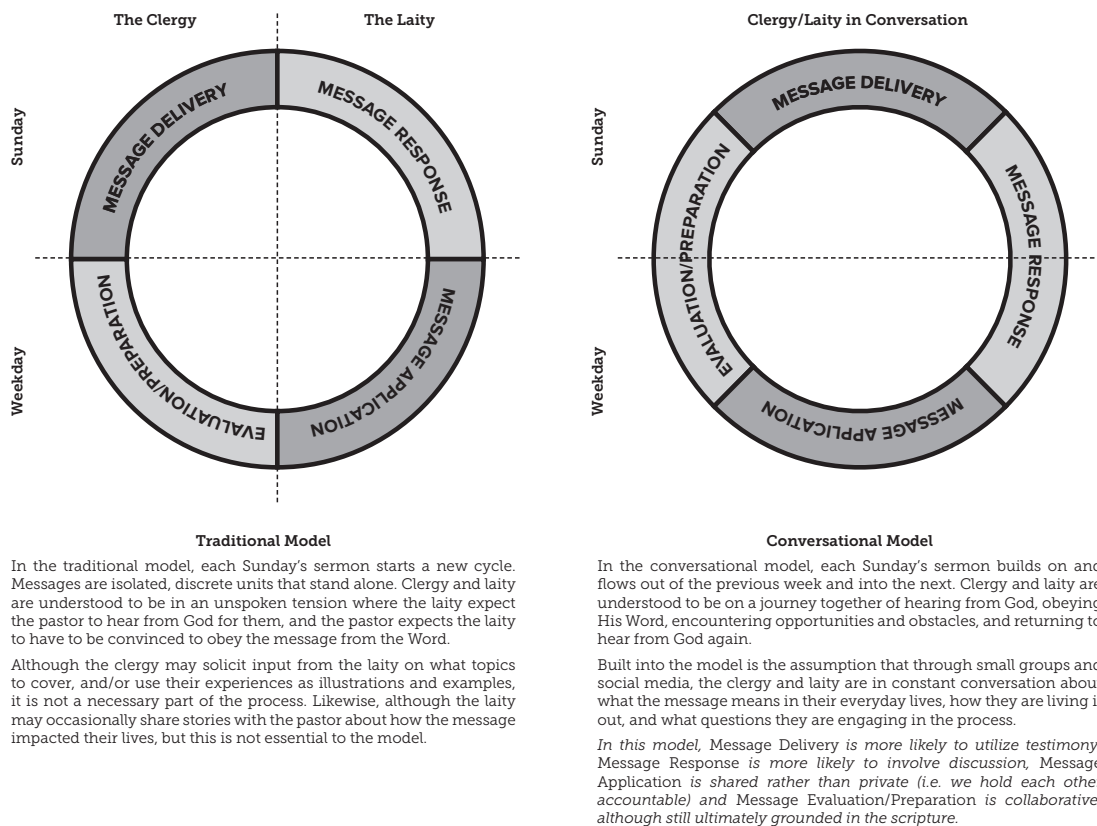 The Clergy
The Laity
Sunday
Weekday
MESSAGE DELIVERY
MESSAGE RESPONSE
MESSAGE APPLICATION
EVALUATION/PREPARATION
Traditional Model
In the traditional model, each Sunday's sermon starts a new cycle.
Messages are isolated, discrete units that stand alone. Clergy and laity
are understood to be in an unspoken tension where the laity expect
the pastor to hear from God for them, and the pastor expects the laity
to have to be convinced to obey the message from the Word.
Although the clergy may solicit input from the laity on what topics
to cover, and/or use their experiences as illustrations and examples,
it is not a necessary part of the process. Likewise, although the laity
may occasionally share stories with the pastor about how the message
impacted their lives, but this is not essential to the model.
Clergy/Laity in Conversation
Sunday
Weekday
MESSAGE DELIVERY
MESSAGE RESPONSE
MESSAGE APPLICATION
EVALUATION/PREPARATION
Conversational Model
In the conversational model, each Sunday's sermon builds on and
flows out of the previous week and into the next. Clergy and laity are
understood to be on a journey together of hearing from God, obeying
His Word, encountering opportunities and obstacles, and returning to
hear from God again.
Built into the model is the assumption that through small groups and
social media, the clergy and laity are in constant conversation abou
what the message means in their everyday lives, how they are living i
out, and what questions they are engaging in the process.
In this model, Message Delivery is more likely to utilize testimony
Message Response is more likely to involve discussion, Message
Application is shared rather than private (i.e. we hold each othe
accountable) and Message Evaluation/Preparation is collaborative
although still ultimately grounded in the scripture.